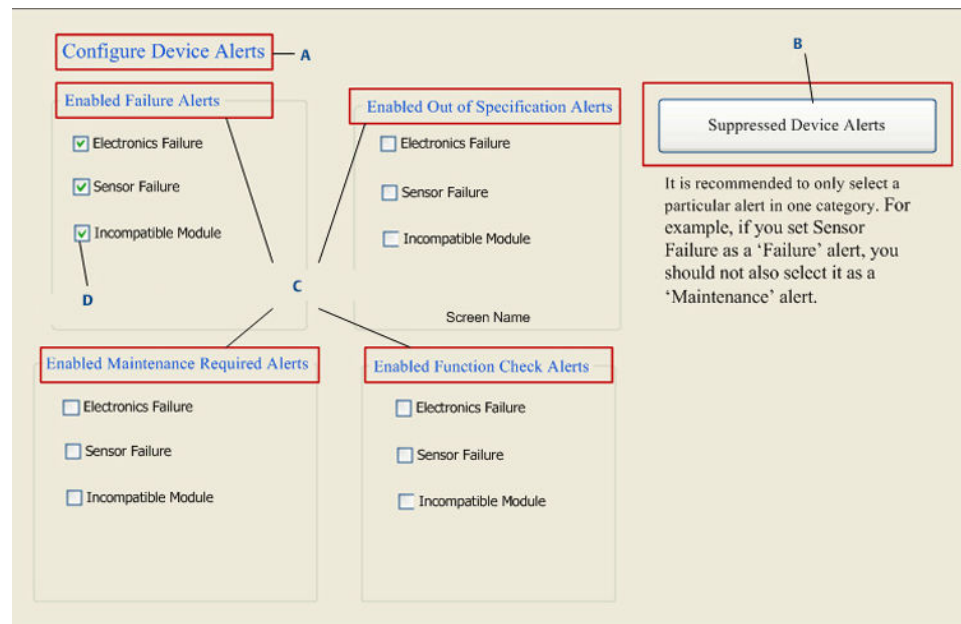 Configure Device Alerts
A
B
Enabled Failure Alerts
Electronics Failure
Sensor Failure
Incompatible Module
D
C
Enabled Out of Specification Alerts
Electronics Failure
Sensor Failure
Incompatible Module
Screen Name
Suppressed Device Alerts
It is recommended to only select a
particular alert in one category. For
example, if you set Sensor
Failure as a ‘Failure’ alert, you
should not also select it as a
‘Maintenance’ alert.
Enabled Maintenance Required Alerts
Electronics Failure
Sensor Failure
Incompatible Module
Enabled Function Check Alerts
Electronics Failure
Sensor Failure
Incompatible Module